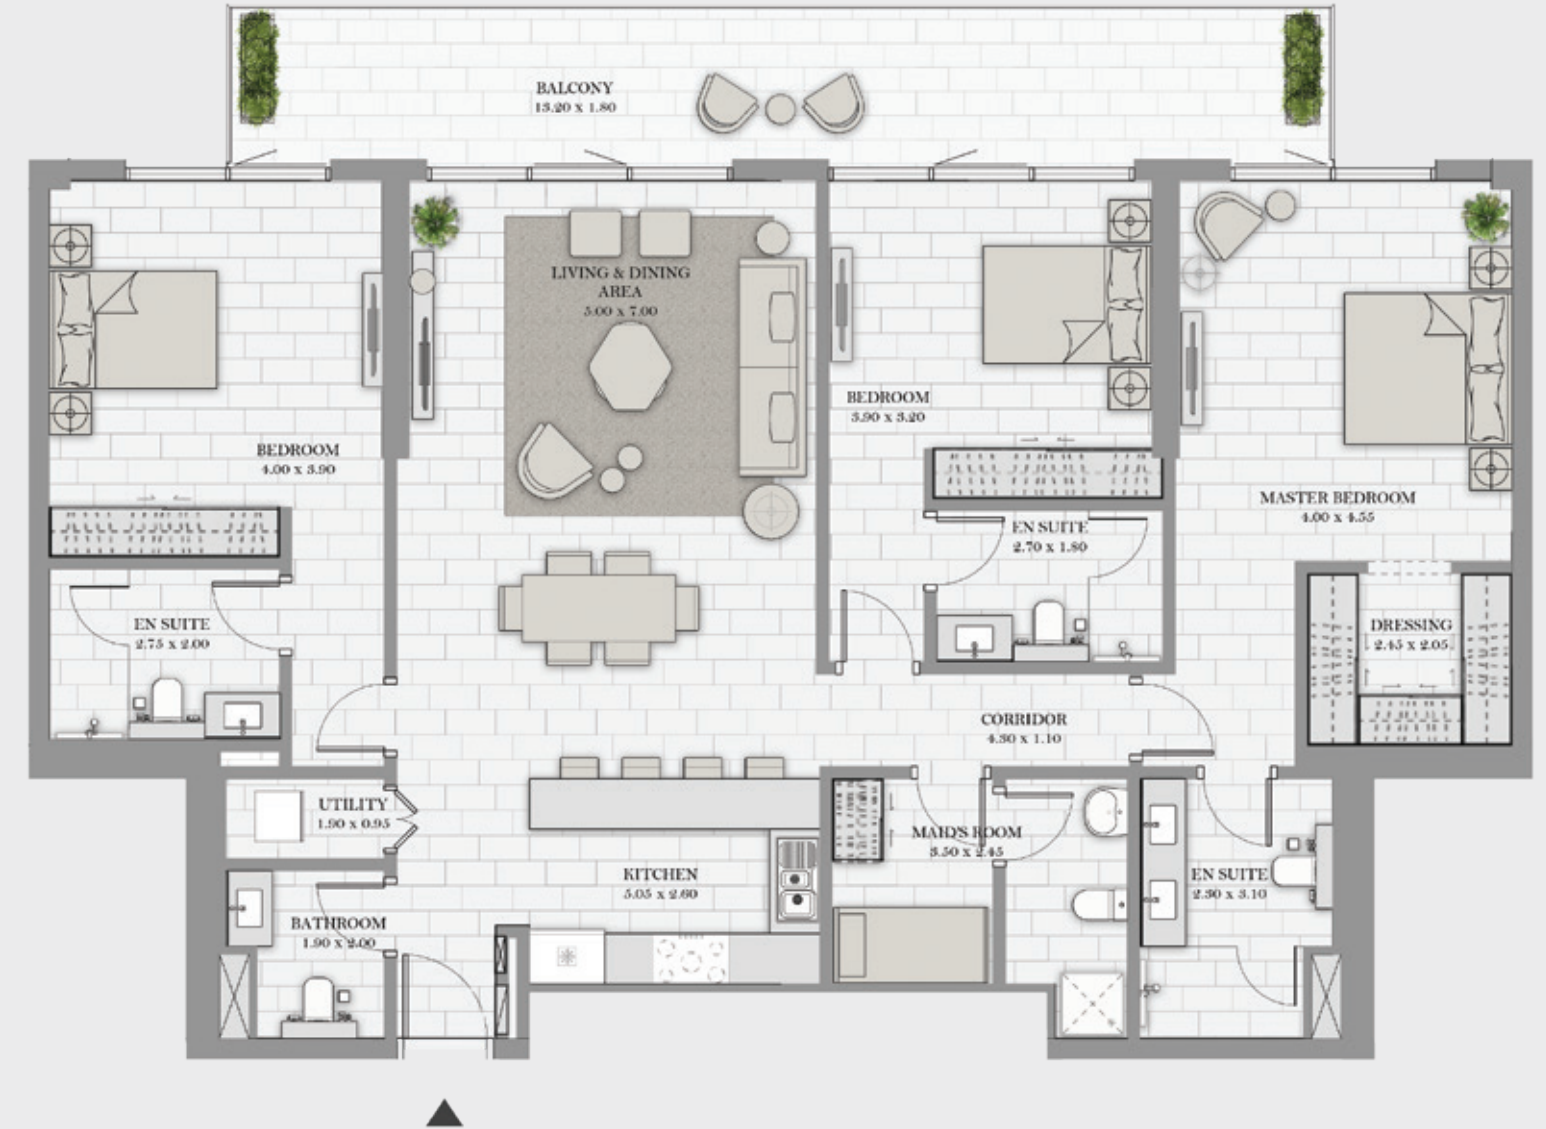 BALCONY
13.20 x 1.80
LIVING & DINING
AREA
5.00 x 7.00
BEDROOM
3.90 x 3.20
BEDROOM
4.00 x 3.90
MASTER BEDROOM
4.00 x 4.55
EN SUITE
2.70 x 1.80
EN SUITE
2.75 x 2.00
DRESSING
2.45 x 2.05
CORRIDOR
4.30 x 1.10
UTILITY
1.90 x 0.95
MAID'S ROOM
3.50 x 2.45
KITCHEN
5.05 x 2.60
EN SUITE
2.30 x 3.10
BATHROOM
1.90 x 2.00